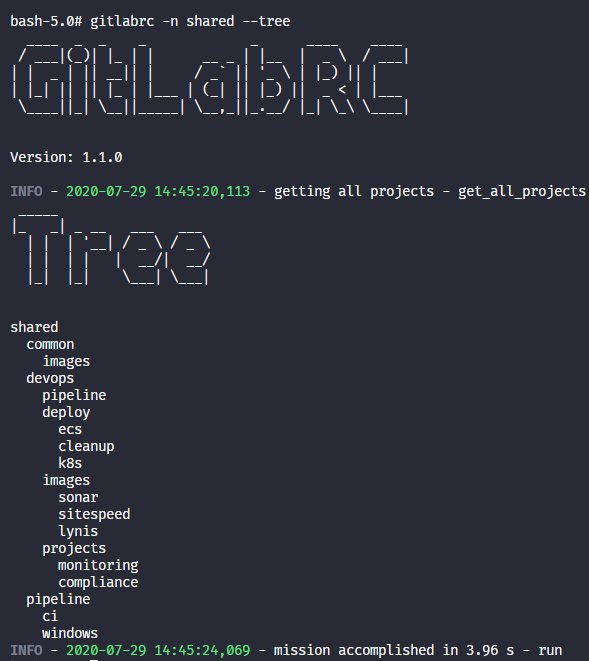 bash-5.0# gitlabrc -n shared --tree
GitLabRC
Version: 1.1.0
INFO - 2020-07-29 14:45:20,113 - getting all projects - get_all_projects
Tree
shared
  common
    images
  devops
    pipeline
    deploy
      ecs
      cleanup
      k8s
    images
      sonar
      sitespeed
      lynis
    projects
      monitoring
      compliance
  pipeline
    ci
    windows
INFO - 2020-07-29 14:45:24,069 - mission accomplished in 3.96 s - run